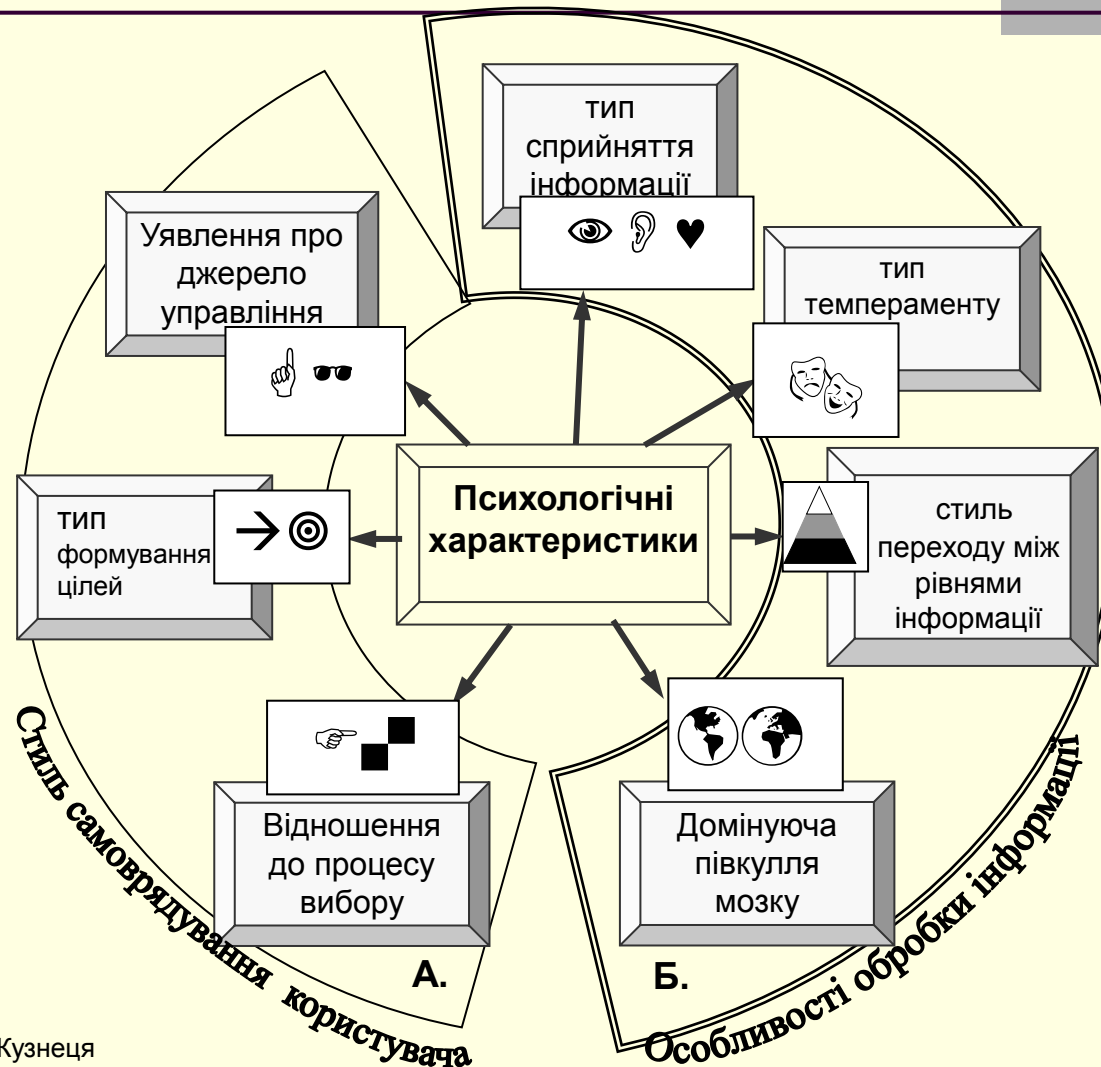 тип
сприйняття
інформації
Уявлення про
джерело
управління
тип
темпераменту
Психологічні
характеристики
тип
формування
цілей
стиль
переходу між
рівнями
інформації
Відношення
до процесу
вибору
Домінуюча
півкулля
мозку
А.
Б.
Стиль самоврядування користувача
Особливості обробки інформації
Кузнеця